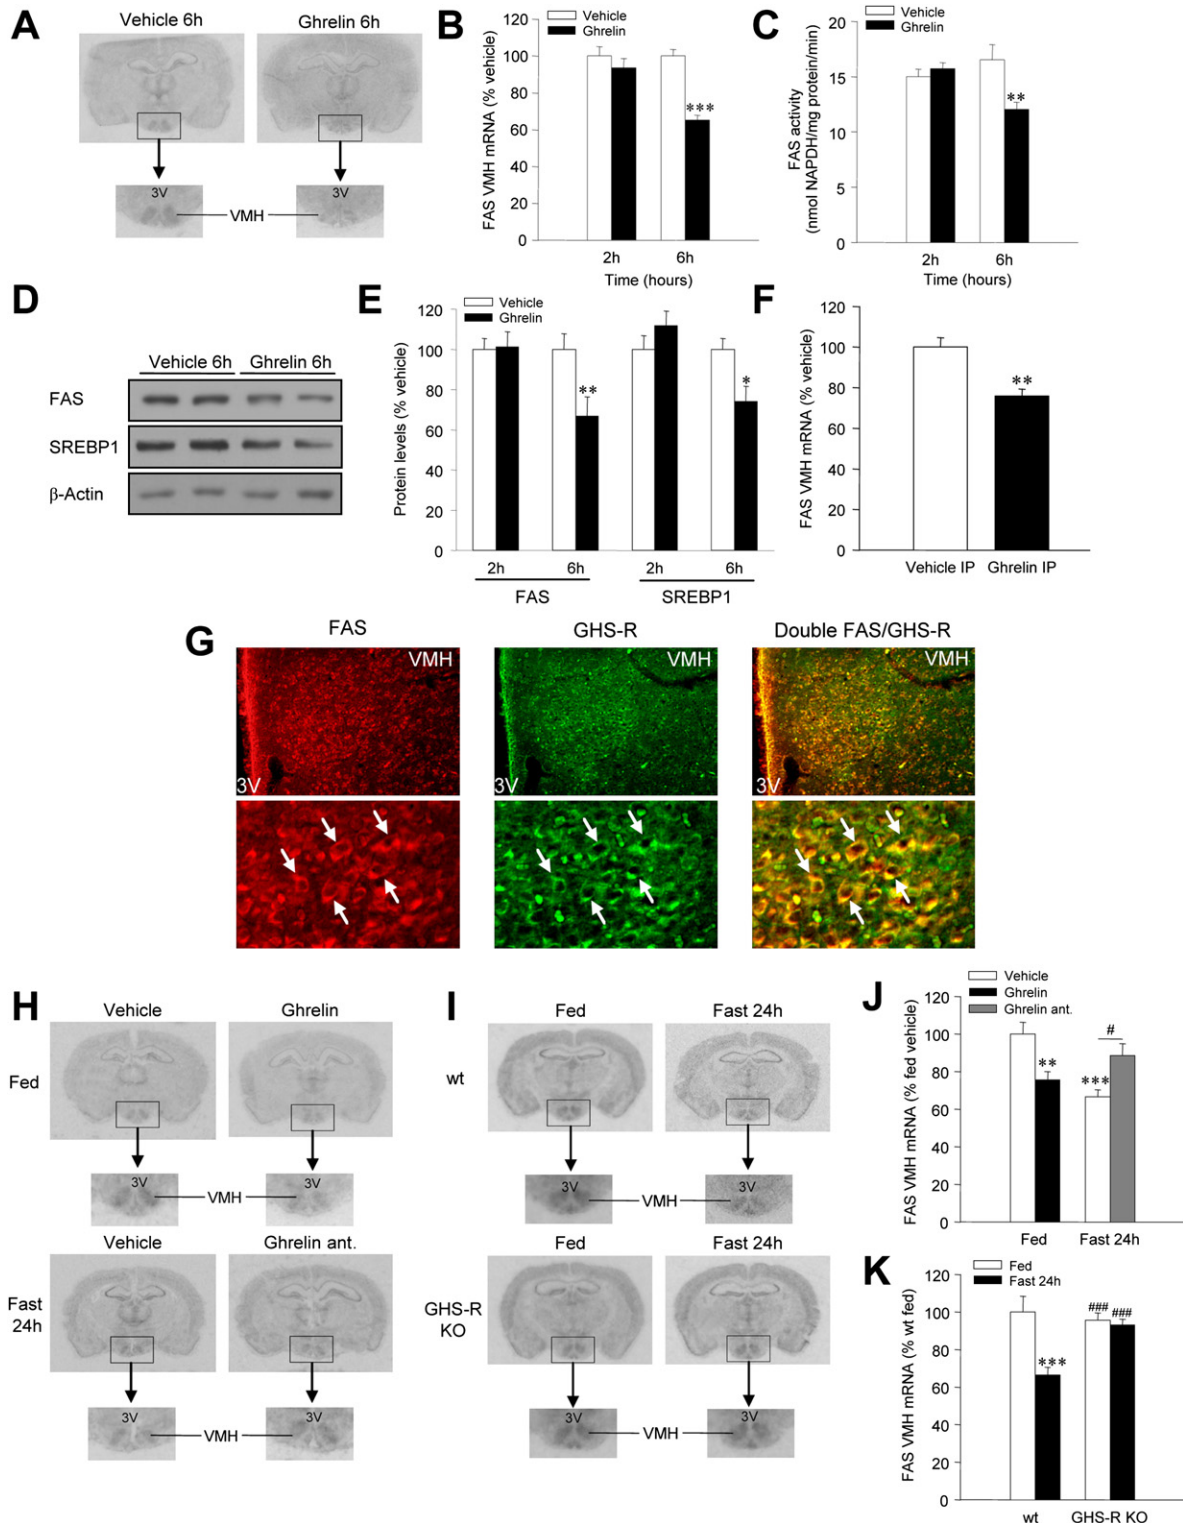 A
Vehicle 6h
Ghrelin 6h
3V
3V
VMH
B
Vehicle
Ghrelin
FAS VMH mRNA (% vehicle)
120
100
80
60
40
20
0
***
2h
6h
Time (hours)
C
Vehicle
Ghrelin
FAS activity
(nmol NAPDH/mg protein/min)
20
15
10
5
0
**
2h
6h
Time (hours)
D
Vehicle 6h
Ghrelin 6h
FAS
SREBP1
β-Actin
E
Vehicle
Ghrelin
Protein levels (% vehicle)
120
100
80
60
40
20
0
**
*
2h
6h
2h
6h
FAS
SREBP1
F
FAS VMH mRNA (% vehicle)
120
100
80
60
40
20
0
**
Vehicle IP
Ghrelin IP
G
FAS
GHS-R
Double FAS/GHS-R
VMH
VMH
VMH
3V
3V
3V
H
Vehicle
Ghrelin
Fed
3V
3V
VMH
Vehicle
Ghrelin ant.
Fast
24h
3V
3V
VMH
I
Fed
Fast 24h
wt
3V
3V
VMH
Fed
Fast 24h
GHS-R
KO
3V
3V
VMH
J
Vehicle
Ghrelin
Ghrelin ant.
FAS VMH mRNA (% fed vehicle)
120
100
80
60
40
20
0
**
***
#
Fed
Fast 24h
K
Fed
Fast 24h
FAS VMH mRNA (% wt fed)
120
100
80
60
40
20
0
***
###
###
wt
GHS-R KO